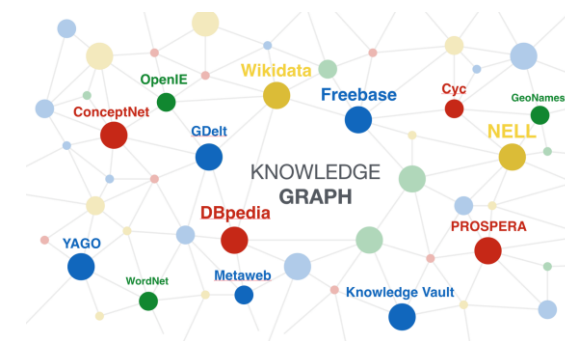 Wikidata
OpenIE
Cyc
Freebase
GeoNames
ConceptNet
GDelt
NELL
KNOWLEDGE
GRAPH
DBpedia
PROSPERA
YAGO
Metaweb
WordNet
Knowledge Vault